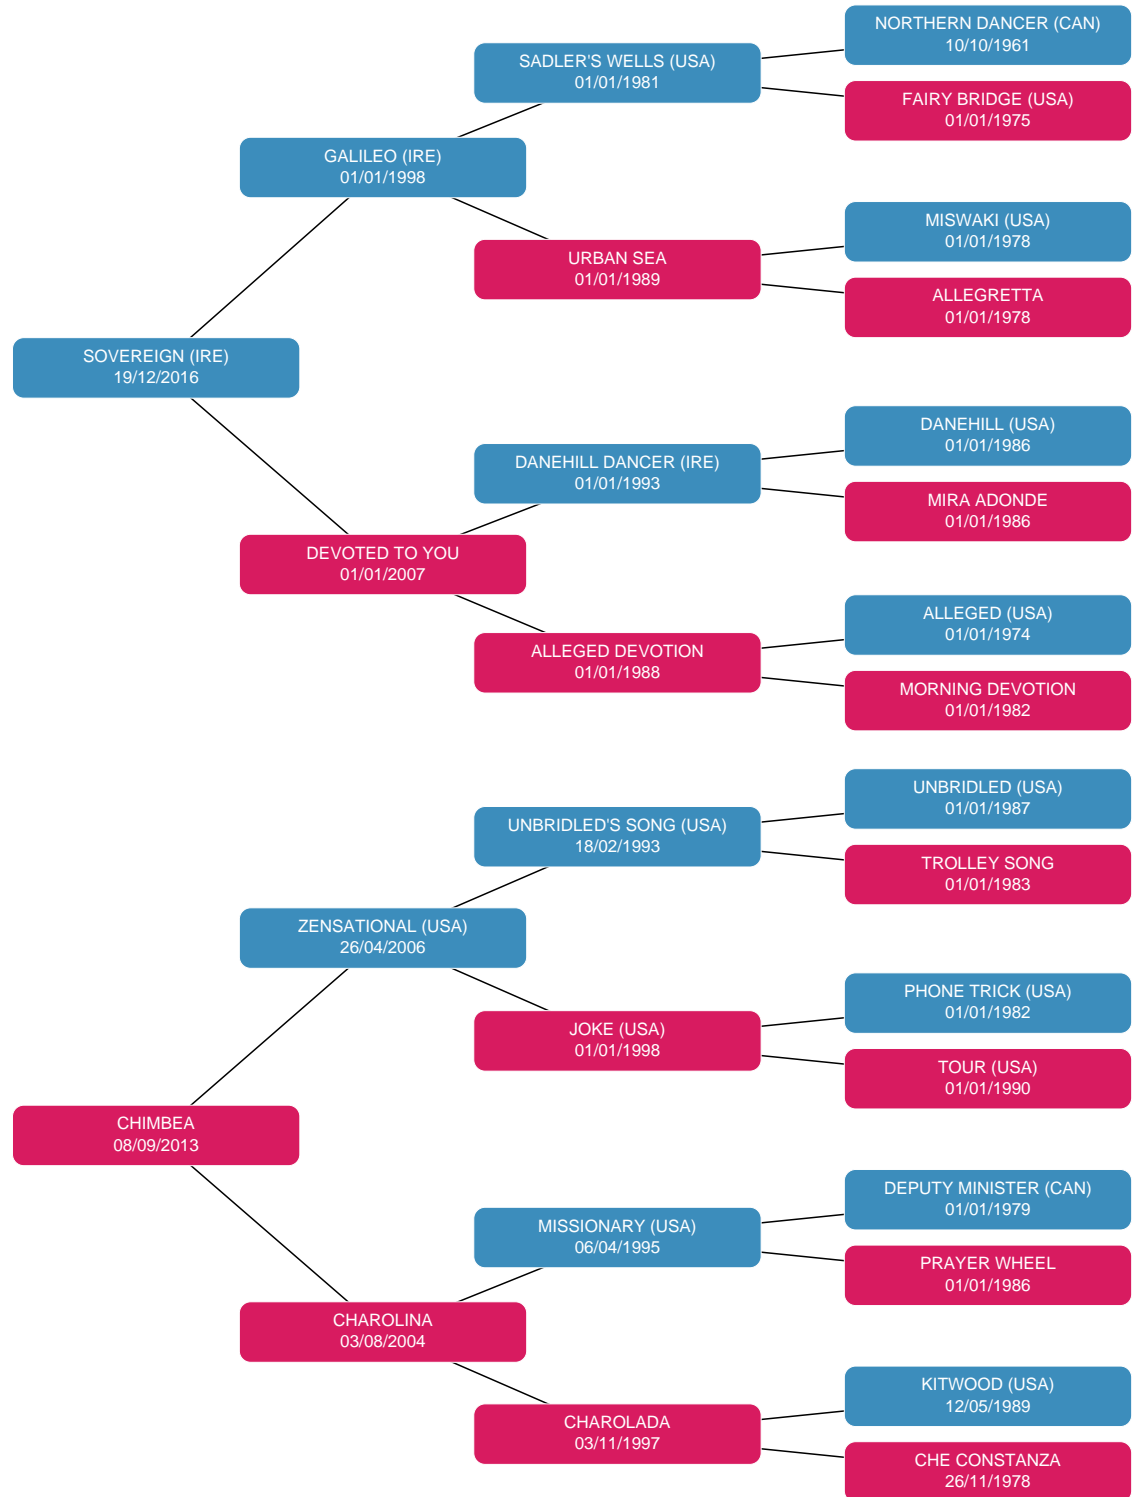 NORTHERN DANCER (CAN)
10/10/1961
SADLER'S WELLS (USA)
01/01/1981
FAIRY BRIDGE (USA)
01/01/1975
GALILEO (IRE)
01/01/1998
MISWAKI (USA)
01/01/1978
URBAN SEA
01/01/1989
ALLEGRETTA
01/01/1978
SOVEREIGN (IRE)
19/12/2016
DANEHILL (USA)
01/01/1986
DANEHILL DANCER (IRE)
01/01/1993
MIRA ADONDE
01/01/1986
DEVOTED TO YOU
01/01/2007
ALLEGED (USA)
01/01/1974
ALLEGED DEVOTION
01/01/1988
MORNING DEVOTION
01/01/1982
UNBRIDLED (USA)
01/01/1987
UNBRIDLED'S SONG (USA)
18/02/1993
TROLLEY SONG
01/01/1983
ZENSATIONAL (USA)
26/04/2006
PHONE TRICK (USA)
01/01/1982
JOKE (USA)
01/01/1998
TOUR (USA)
01/01/1990
CHIMBEA
08/09/2013
DEPUTY MINISTER (CAN)
01/01/1979
MISSIONARY (USA)
06/04/1995
PRAYER WHEEL
01/01/1986
CHAROLINA
03/08/2004
KITWOOD (USA)
12/05/1989
CHAROLADA
03/11/1997
CHE CONSTANZA
26/11/1978